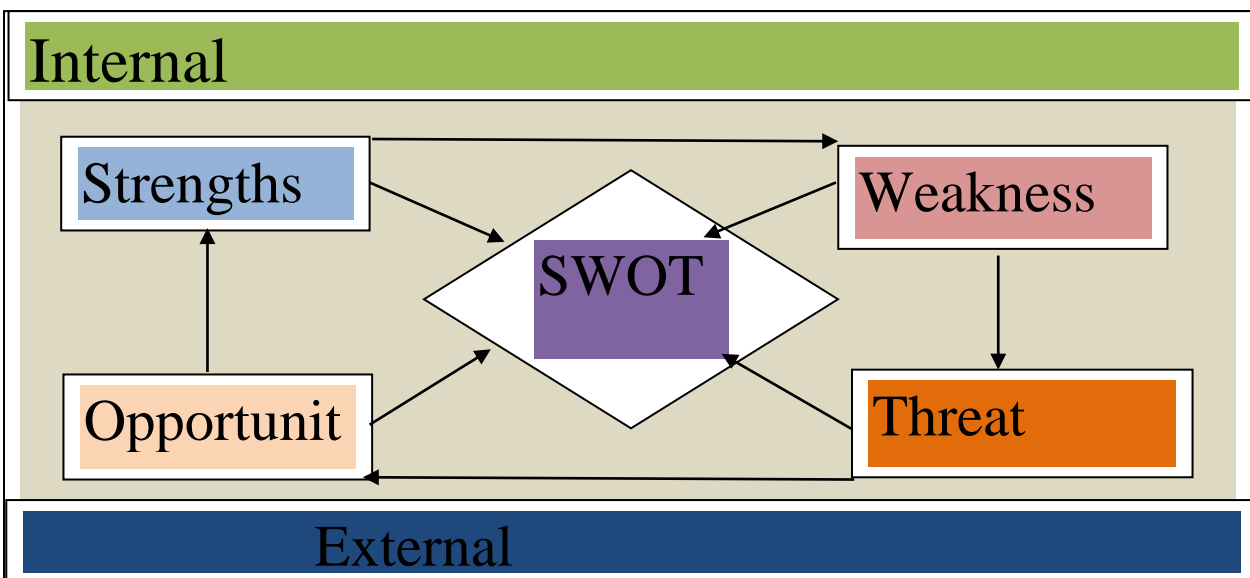 Internal
Strengths
Weakness
SWOT
Opportunit
Threat
External